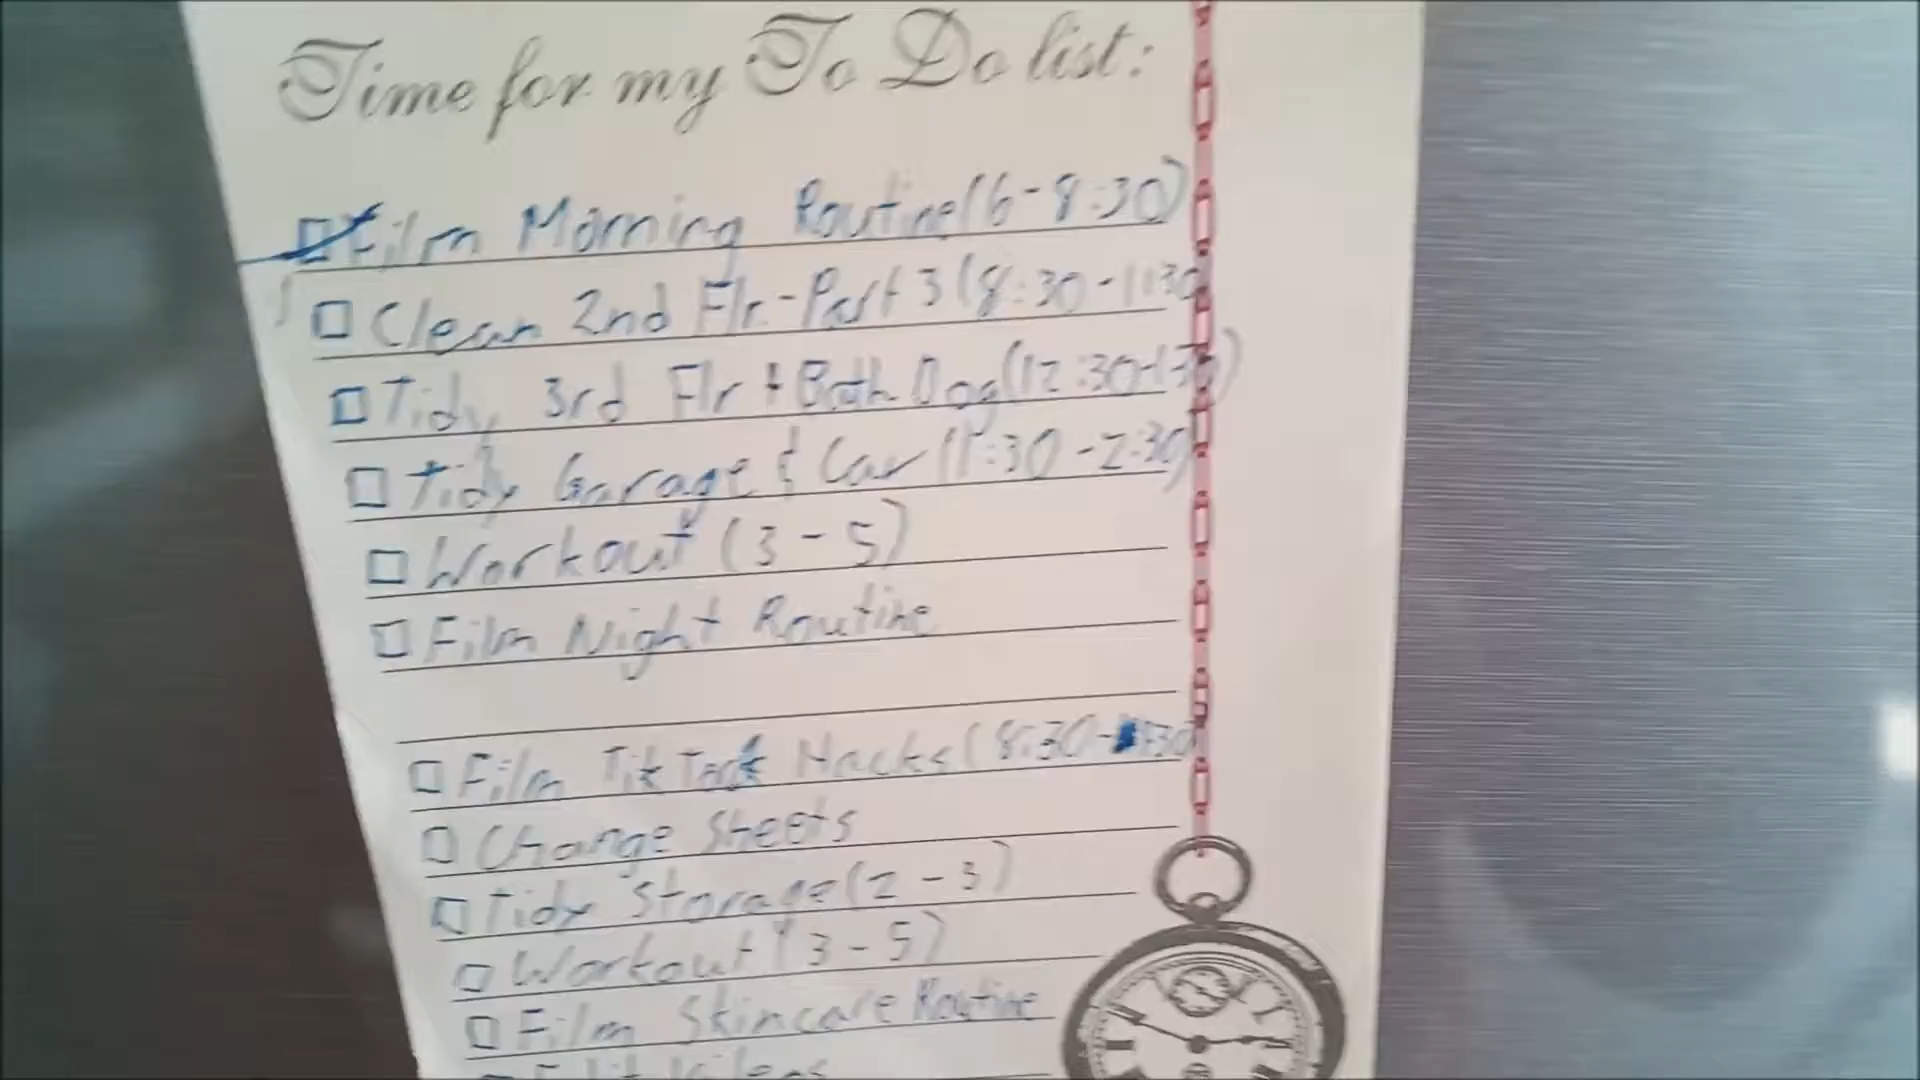 Time for my To Do list:
Film Morning Routine (6-8:30)
Clean 2nd Flr.-Part 3 (8:30-1130
Tidy 3rd Flr + Bath Dog (12:30-1:30)
Tidy Garage & Car (1:30-2:30)
Workout (3-5)
Film Night Routine
Film Tik Tok Hacks (8:30-
Change Sheets
Tidy Storage (2-3)
Workout (3-5)
Film Skincare Routine